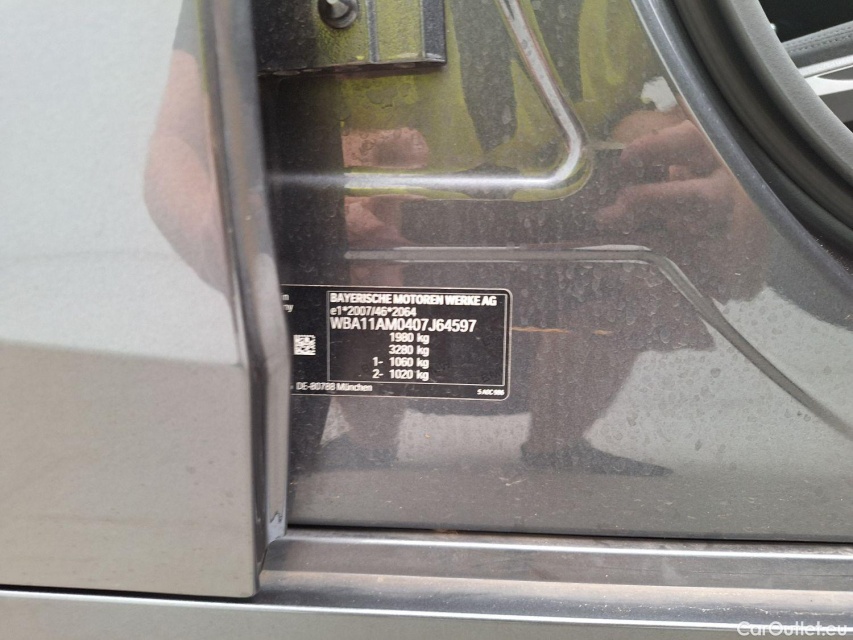 BAYERISCHE MOTOREN WERKE AG
e1*2007/46*2064
WBA11AM0407J64597
1980 kg
3280 kg
1- 1060 kg
2- 1020 kg
DE-80788 München
CarOutlet.eu